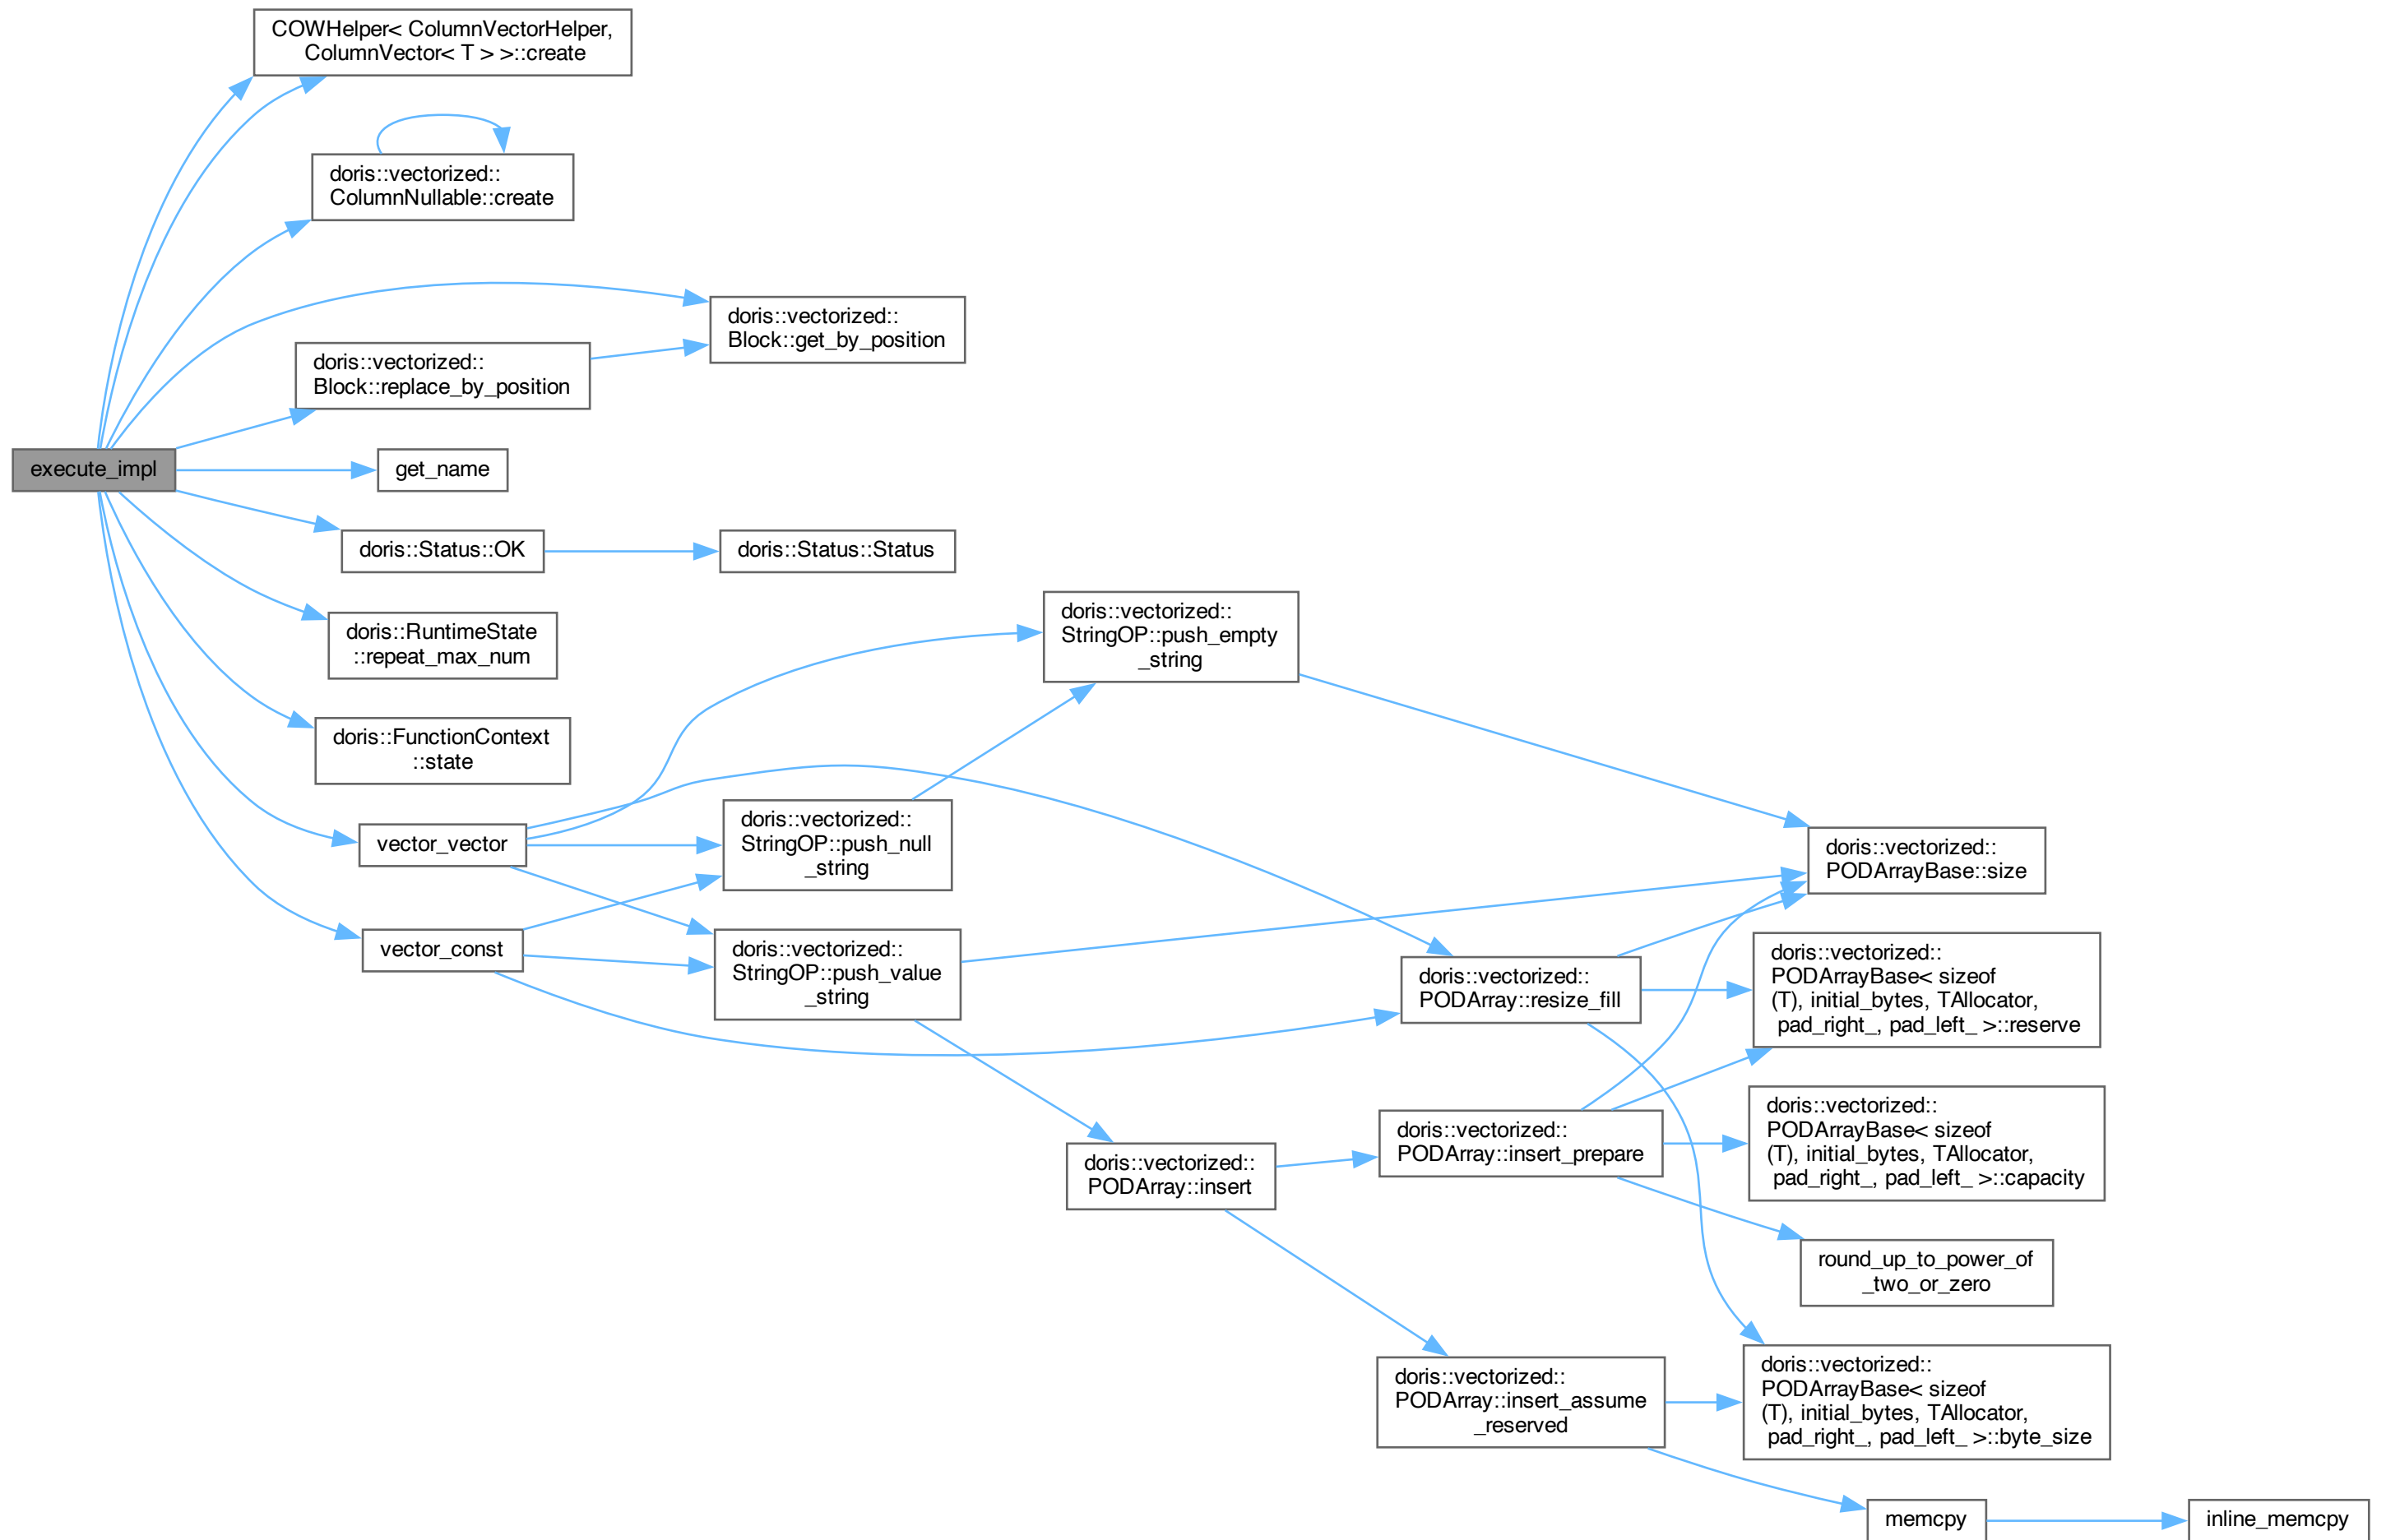 COWHelper< ColumnVectorHelper,
ColumnVector< T > >::create
doris::vectorized::
ColumnNullable::create
doris::vectorized::
Block::get_by_position
doris::vectorized::
Block::replace_by_position
execute_impl
get_name
doris::Status::OK
doris::Status::Status
doris::RuntimeState
::repeat_max_num
doris::vectorized::
StringOP::push_empty
_string
doris::FunctionContext
::state
vector_vector
doris::vectorized::
StringOP::push_null
_string
doris::vectorized::
PODArrayBase::size
vector_const
doris::vectorized::
StringOP::push_value
_string
doris::vectorized::
PODArray::resize_fill
doris::vectorized::
PODArrayBase< sizeof
(T), initial_bytes, TAllocator,
pad_right_, pad_left_ >::reserve
doris::vectorized::
PODArray::insert
doris::vectorized::
PODArray::insert_prepare
doris::vectorized::
PODArrayBase< sizeof
(T), initial_bytes, TAllocator,
pad_right_, pad_left_ >::capacity
round_up_to_power_of
_two_or_zero
doris::vectorized::
PODArray::insert_assume
_reserved
doris::vectorized::
PODArrayBase< sizeof
(T), initial_bytes, TAllocator,
pad_right_, pad_left_ >::byte_size
memcpy
inline_memcpy